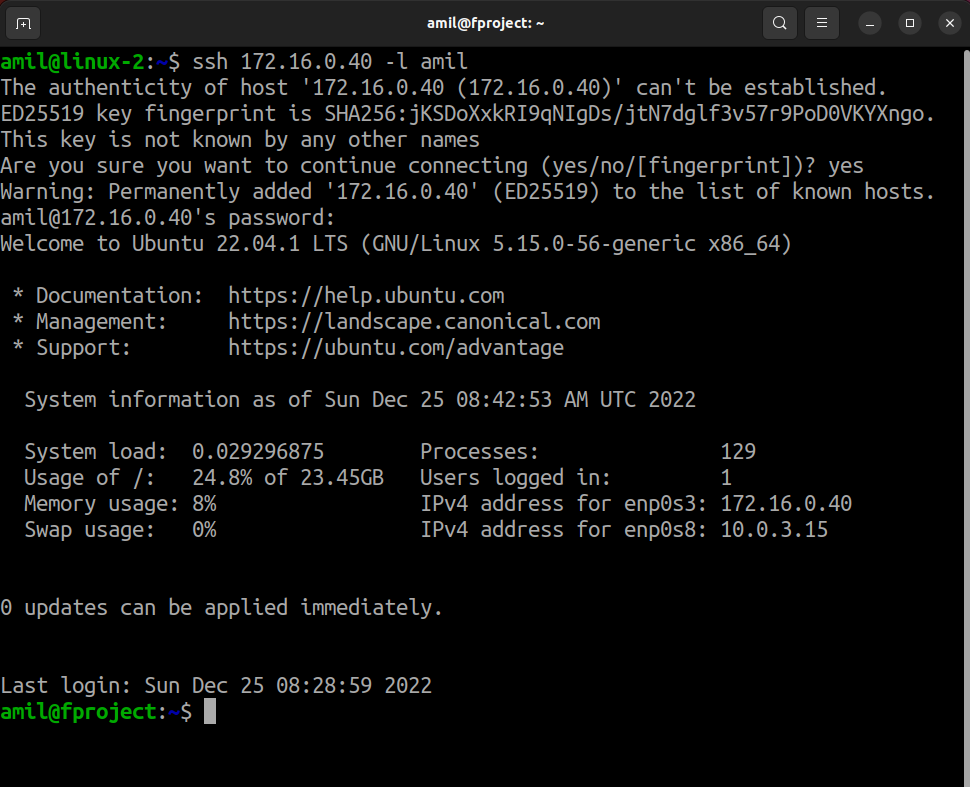 amil@fproject: ~
amil@linux-2:~$ ssh 172.16.0.40 -l amil
The authenticity of host '172.16.0.40 (172.16.0.40)' can't be established.
ED25519 key fingerprint is SHA256:jKSDoXxkRI9qNIgDs/jtN7dglf3v57r9PoD0VKYXngo.
This key is not known by any other names
Are you sure you want to continue connecting (yes/no/[fingerprint])? yes
Warning: Permanently added '172.16.0.40' (ED25519) to the list of known hosts.
amil@172.16.0.40's password:
Welcome to Ubuntu 22.04.1 LTS (GNU/Linux 5.15.0-56-generic x86_64)
* Documentation:  https://help.ubuntu.com
* Management:     https://landscape.canonical.com
* Support:        https://ubuntu.com/advantage
System information as of Sun Dec 25 08:42:53 AM UTC 2022
System load:  0.029296875        Processes:               129
Usage of /:   24.8% of 23.45GB   Users logged in:         1
Memory usage: 8%                 IPv4 address for enp0s3: 172.16.0.40
Swap usage:   0%                 IPv4 address for enp0s8: 10.0.3.15
0 updates can be applied immediately.
Last login: Sun Dec 25 08:28:59 2022
amil@fproject:~$